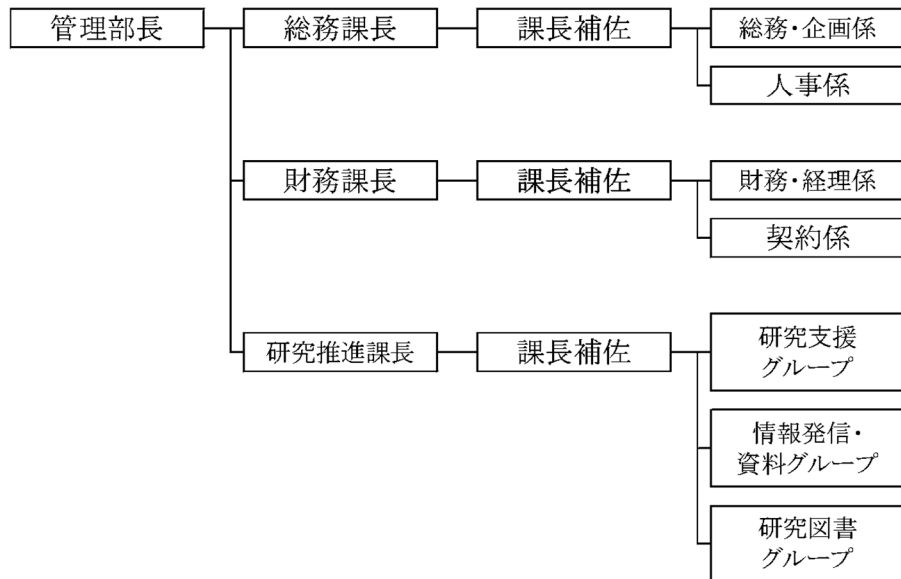 管理部長
総務課長
課長補佐
総務・企画係
人事係
財務課長
課長補佐
財務・経理係
契約係
研究推進課長
課長補佐
研究支援
グループ
情報発信・
資料グループ
研究図書
グループ